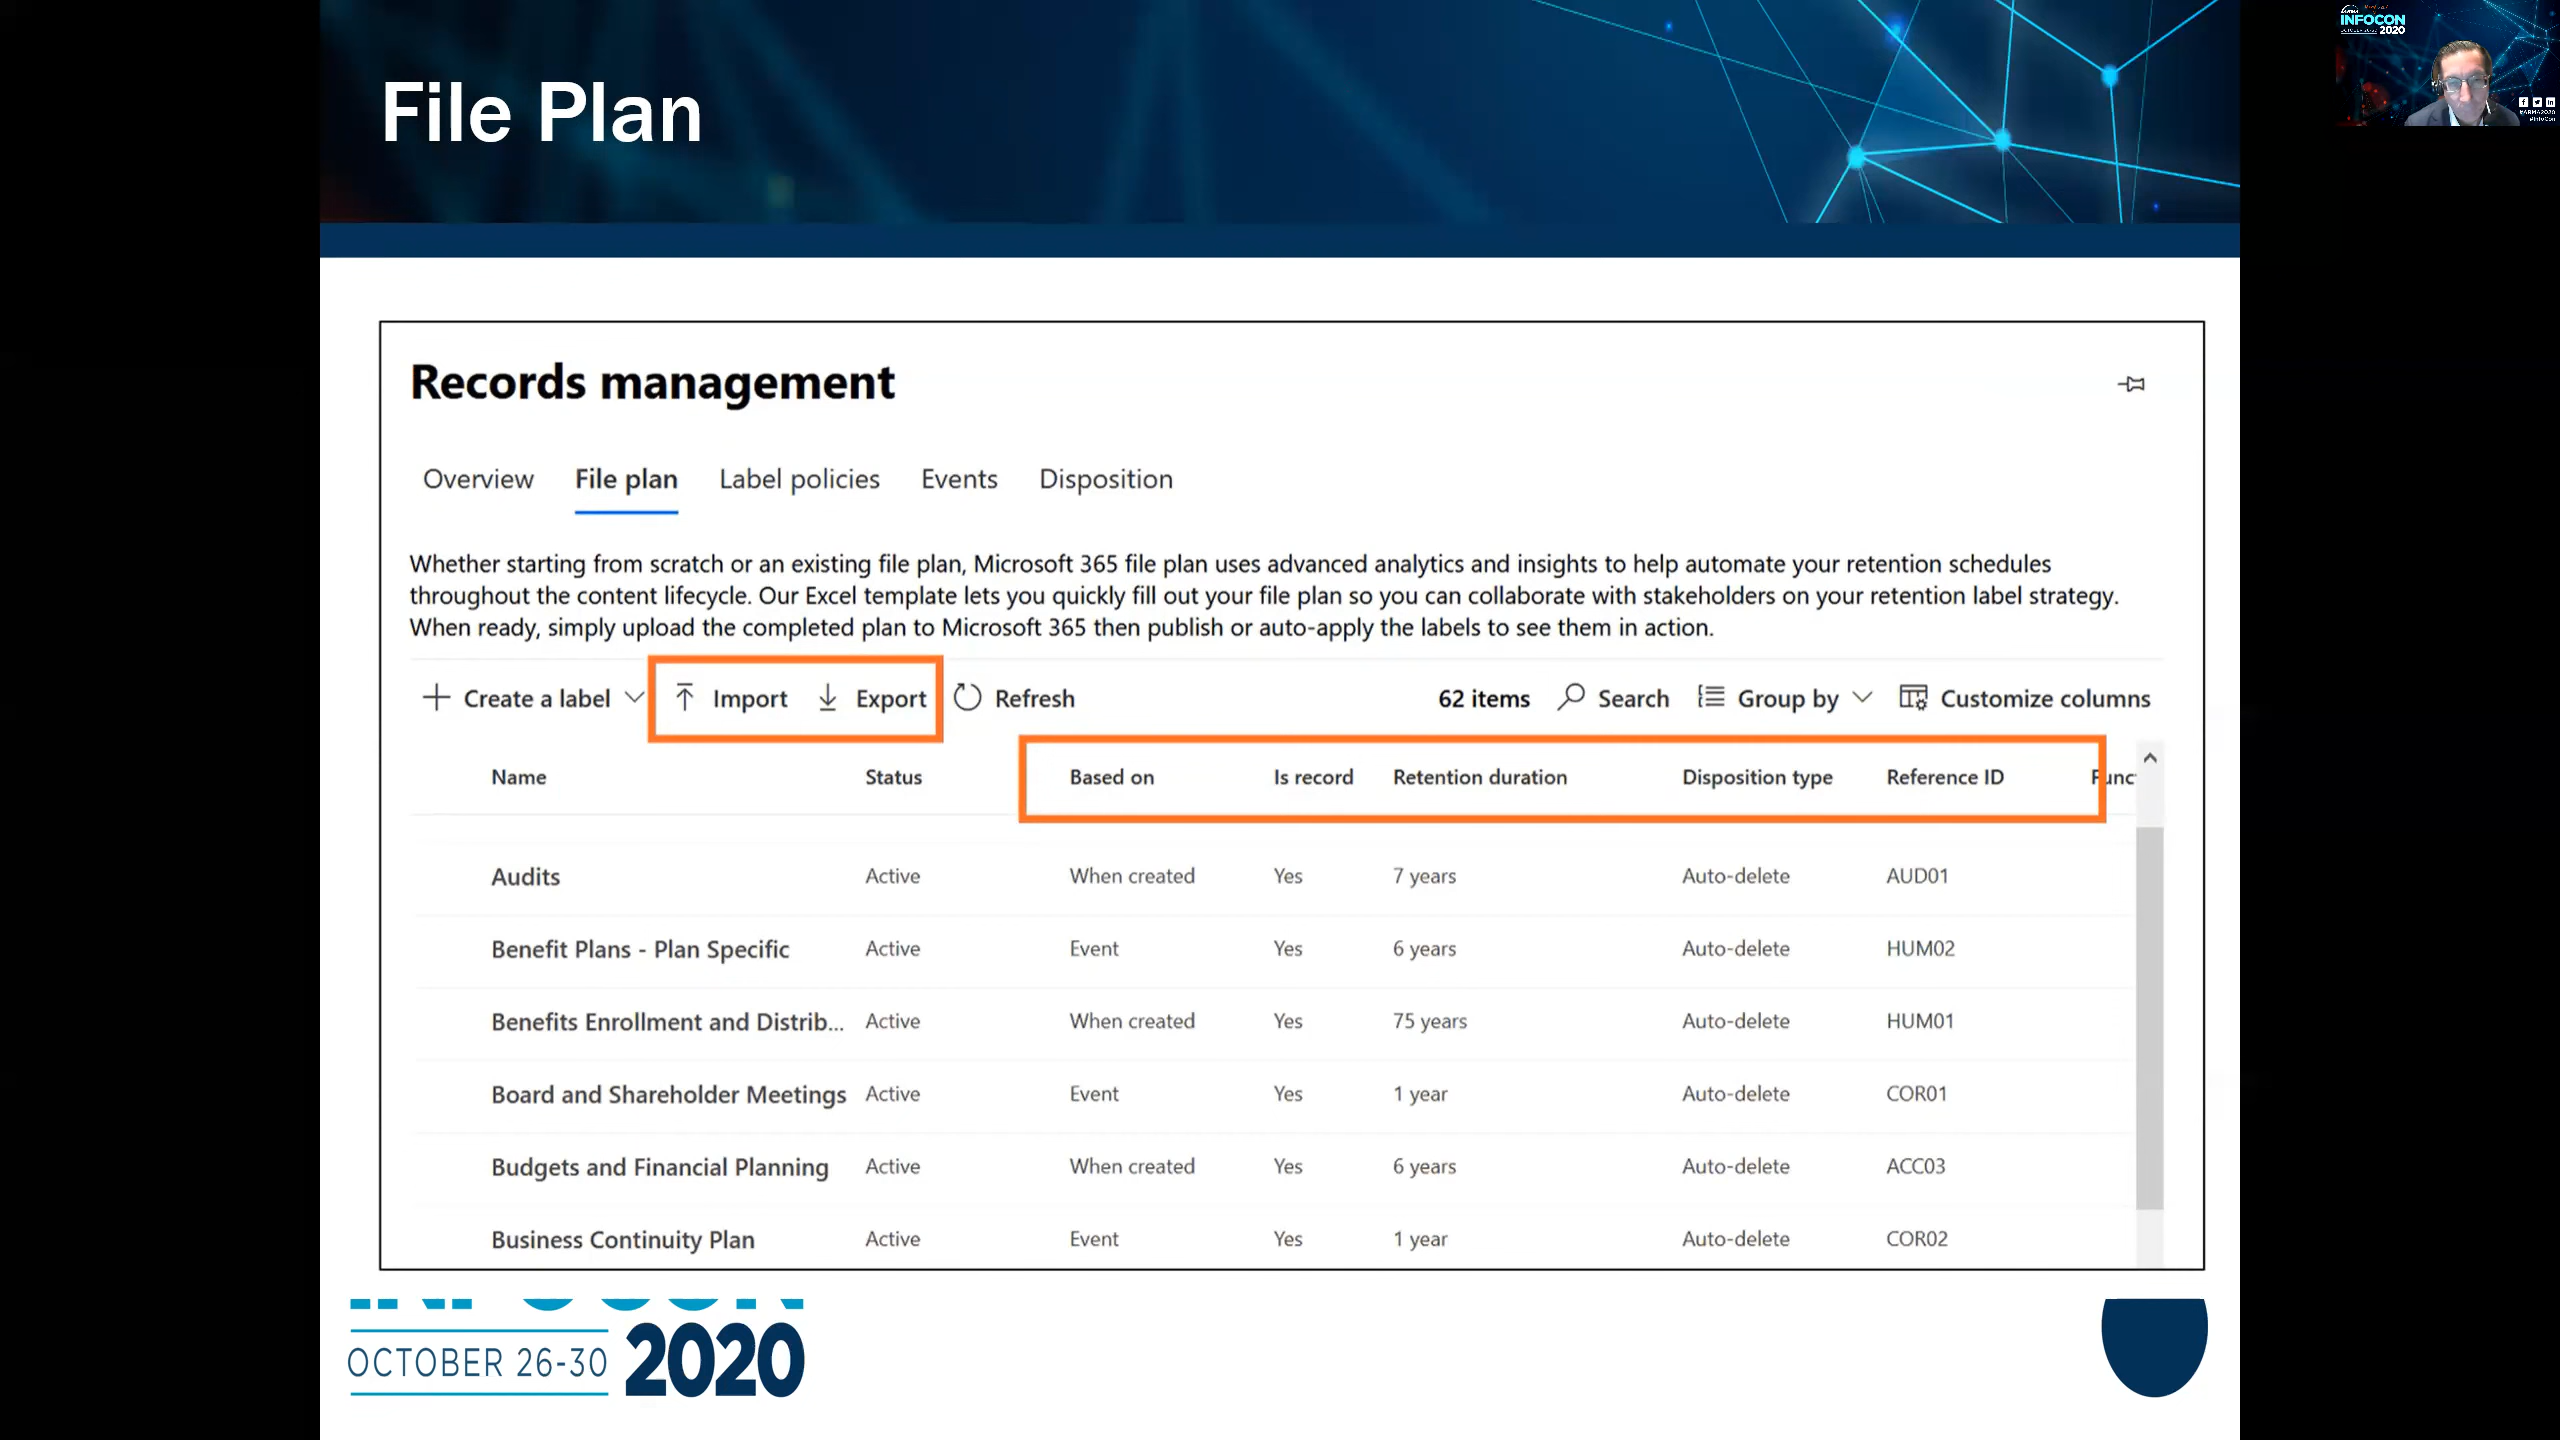 File Plan
INFOCON
OCTOBER 26-30 2020
#ARMA2020
#InfoCon
Records management
Overview File plan Label policies Events Disposition
Whether starting from scratch or an existing file plan, Microsoft 365 file plan uses advanced analytics and insights to help automate your retention schedules
throughout the content lifecycle. Our Excel template lets you quickly fill out your file plan so you can collaborate with stakeholders on your retention label strategy.
When ready, simply upload the completed plan to Microsoft 365 then publish or auto-apply the labels to see them in action.
Create a label Import Export Refresh 62 items Search Group by Customize columns
Name Status Based on Is record Retention duration Disposition type Reference ID Func
Audits Active When created Yes 7 years Auto-delete AUD01
Benefit Plans - Plan Specific Active Event Yes 6 years Auto-delete HUM02
Benefits Enrollment and Distrib... Active When created Yes 75 years Auto-delete HUM01
Board and Shareholder Meetings Active Event Yes 1 year Auto-delete COR01
Budgets and Financial Planning Active When created Yes 6 years Auto-delete ACC03
Business Continuity Plan Active Event Yes 1 year Auto-delete COR02
OCTOBER 26-30 2020